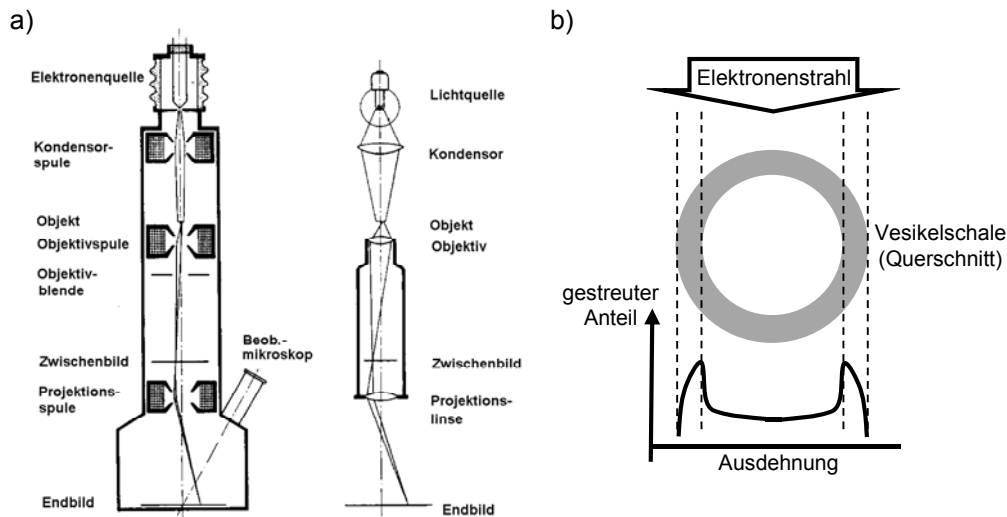 a)
Elektronenquelle
Kondensor-
spule
Objekt
Objektivspule
Objektiv-
blende
Zwischenbild
Beob.-
mikroskop
Projektions-
spule
Endbild
Lichtquelle
Kondensor
Objekt
Objektiv
Zwischenbild
Projektions-
linse
Endbild
b)
Elektronenstrahl
Vesikelschale
(Querschnitt)
gestreuter
Anteil
Ausdehnung